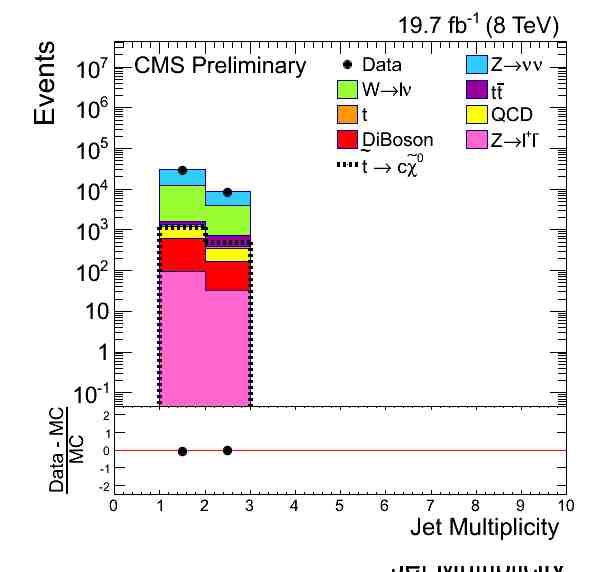 19.7 fb⁻¹ (8 TeV)
Events
CMS Preliminary
Data
Z→νν
W→lν
tt̄
t
QCD
DiBoson
Z→l⁺l⁻
t̃ → cχ̃⁰
10⁷
10⁶
10⁵
10⁴
10³
10²
10
1
10⁻¹
Data - MC
MC
2
1
0
-1
-2
0 1 2 3 4 5 6 7 8 9 10
Jet Multiplicity
Jet Multiplicity